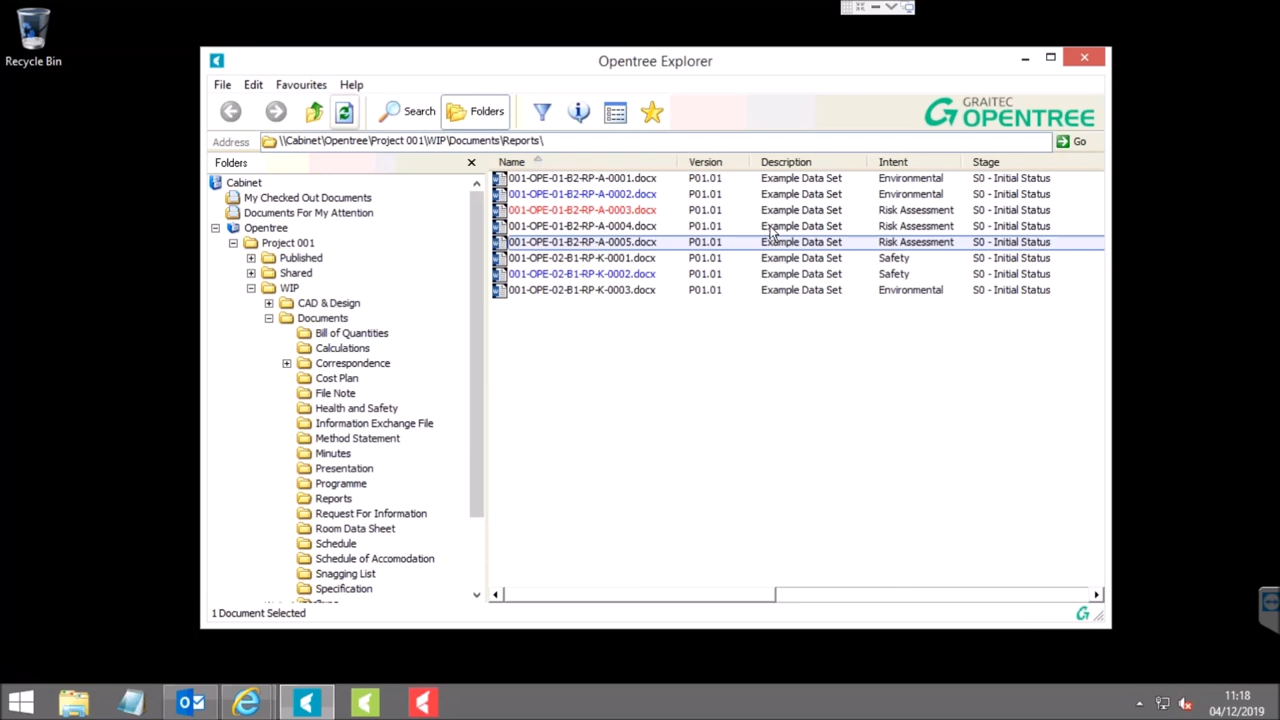 Recycle Bin
Opentree Explorer
File Edit Favourites Help
Search Folders
GRAITEC
OPENTREE
Address \\Cabinet\Opentree\Project 001\WIP\Documents\Reports\ Go
Folders
Name Version Description Intent Stage
001-OPE-01-B2-RP-A-0001.docx P01.01 Example Data Set Environmental S0 - Initial Status
001-OPE-01-B2-RP-A-0002.docx P01.01 Example Data Set Environmental S0 - Initial Status
001-OPE-01-B2-RP-A-0003.docx P01.01 Example Data Set Risk Assessment S0 - Initial Status
001-OPE-01-B2-RP-A-0004.docx P01.01 Example Data Set Risk Assessment S0 - Initial Status
001-OPE-01-B2-RP-A-0005.docx P01.01 Example Data Set Risk Assessment S0 - Initial Status
001-OPE-02-B1-RP-K-0001.docx P01.01 Example Data Set Safety S0 - Initial Status
001-OPE-02-B1-RP-K-0002.docx P01.01 Example Data Set Safety S0 - Initial Status
001-OPE-02-B1-RP-K-0003.docx P01.01 Example Data Set Environmental S0 - Initial Status
Cabinet
My Checked Out Documents
Documents For My Attention
Opentree
Project 001
Published
Shared
WIP
CAD & Design
Documents
Bill of Quantities
Calculations
Correspondence
Cost Plan
File Note
Health and Safety
Information Exchange File
Method Statement
Minutes
Presentation
Programme
Reports
Request For Information
Room Data Sheet
Schedule
Schedule of Accomodation
Snagging List
Specification
1 Document Selected
11:18
04/12/2019